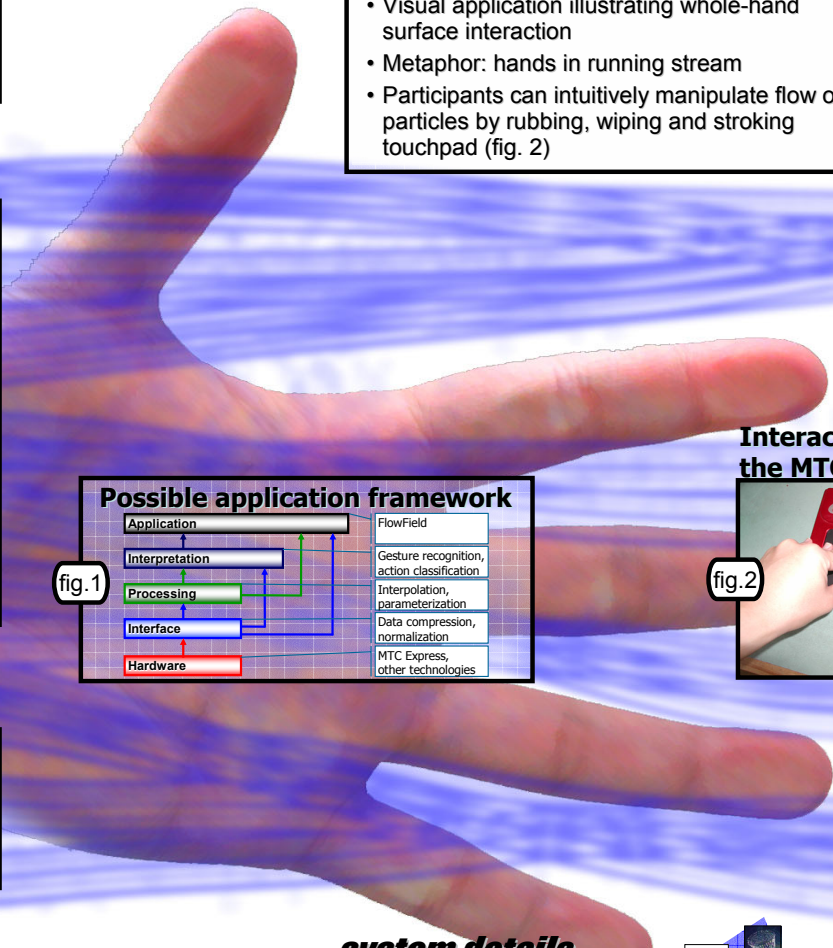 • Visual application illustrating whole-hand
surface interaction
• Metaphor: hands in running stream
• Participants can intuitively manipulate flow
particles by rubbing, wiping and stroking
touchpad (fig. 2)
Interac
the MTC
Possible application framework
Application
FlowField
Interpretation
Gesture recognition,
action classification
fig.1
Processing
Interpolation,
parameterization
fig.2
Interface
Data compression,
normalization
Hardware
MTC Express,
other technologies
system details